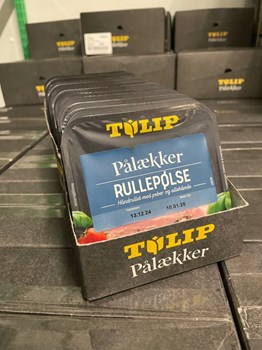 TULIP
Pålækker
TULIP
Pålækker
RULLEPØLSE
Håndrullet med peber og allehånde
13.12.24 10.01.25
TULIP
Pålækker
TULIP
Pålækker